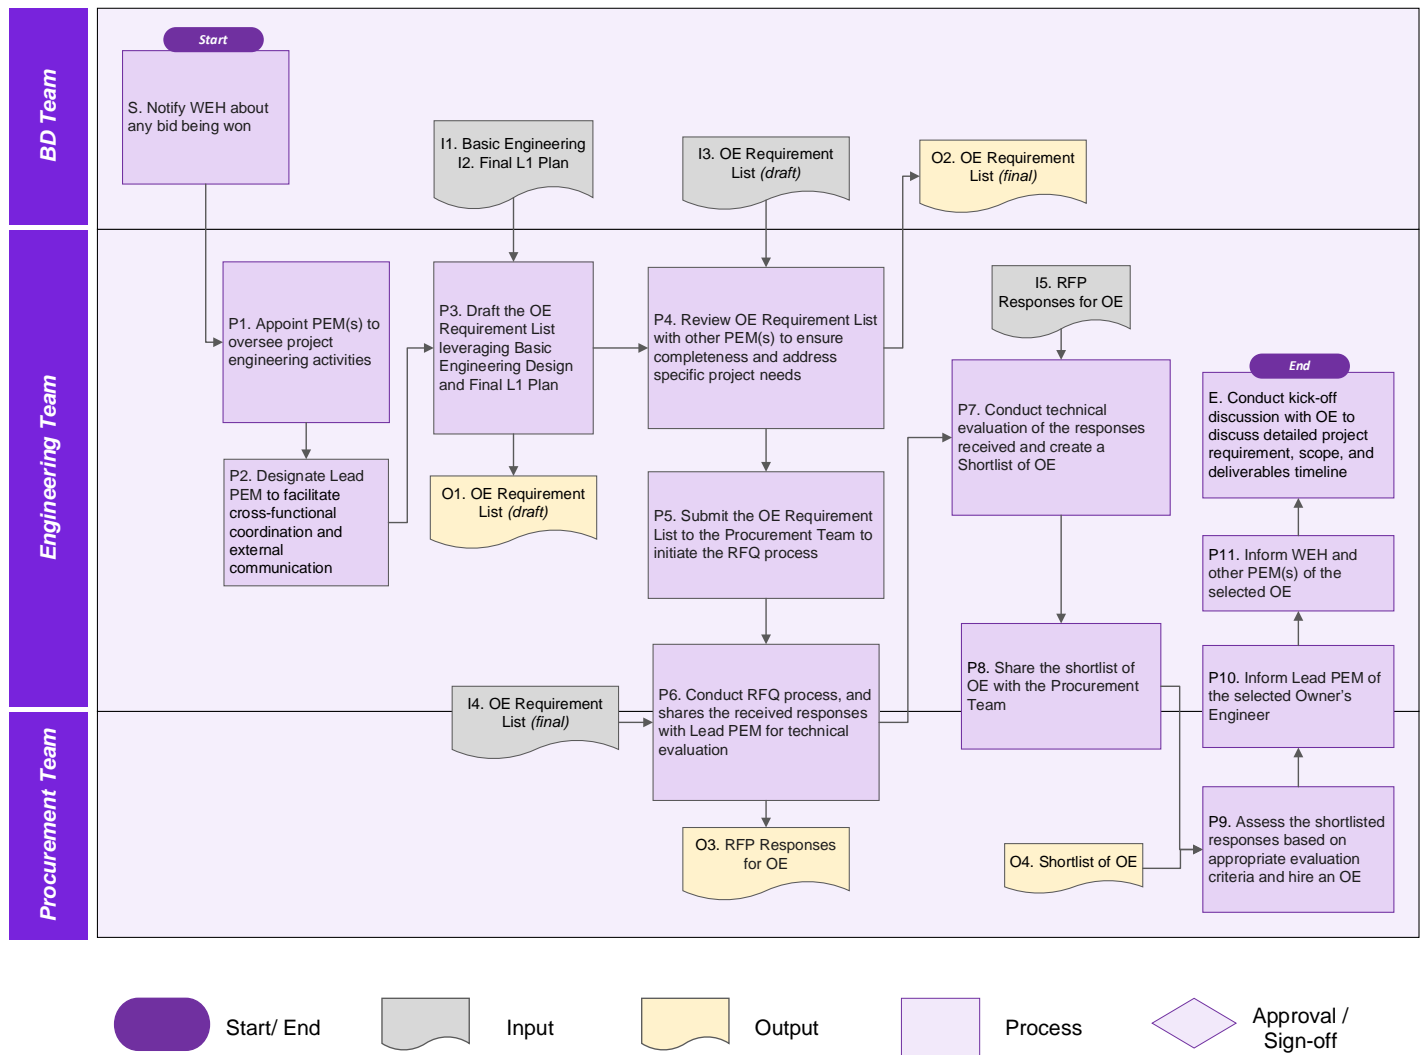 BD Team
Start
S. Notify WEH about
any bid being won
I1. Basic Engineering
I2. Final L1 Plan
I3. OE Requirement
List (draft)
O2. OE Requirement
List (final)
Engineering Team
P1. Appoint PEM(s) to
oversee project
engineering activities
P2. Designate Lead
PEM to facilitate
cross-functional
coordination and
external
communication
P3. Draft the OE
Requirement List
leveraging Basic
Engineering Design
and Final L1 Plan
O1. OE Requirement
List (draft)
P4. Review OE Requirement List
with other PEM(s) to ensure
completeness and address
specific project needs
P5. Submit the OE Requirement
List to the Procurement Team to
initiate the RFQ process
I4. OE Requirement
List (final)
P6. Conduct RFQ process, and
shares the received responses
with Lead PEM for technical
evaluation
I5. RFP
Responses for OE
P7. Conduct technical
evaluation of the responses
received and create a
Shortlist of OE
P8. Share the shortlist of
OE with the Procurement
Team
End
E. Conduct kick-off
discussion with OE to
discuss detailed project
requirement, scope, and
deliverables timeline
P11. Inform WEH and
other PEM(s) of the
selected OE
P10. Inform Lead PEM of
the selected Owner's
Engineer
Procurement Team
O3. RFP Responses
for OE
O4. Shortlist of OE
P9. Assess the shortlisted
responses based on
appropriate evaluation
criteria and hire an OE
Start/ End
Input
Output
Process
Approval /
Sign-off